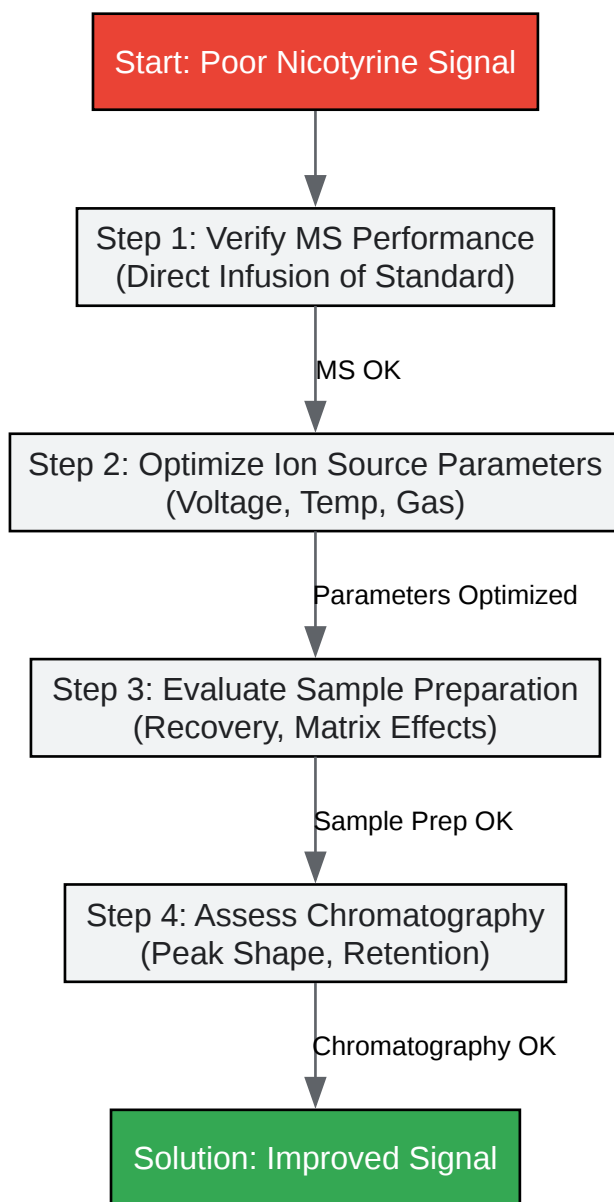 Start: Poor Nicotyrine Signal
Step 1: Verify MS Performance
(Direct Infusion of Standard)
MS OK
Step 2: Optimize Ion Source Parameters
(Voltage, Temp, Gas)
Parameters Optimized
Step 3: Evaluate Sample Preparation
(Recovery, Matrix Effects)
Sample Prep OK
Step 4: Assess Chromatography
(Peak Shape, Retention)
Chromatography OK
Solution: Improved Signal